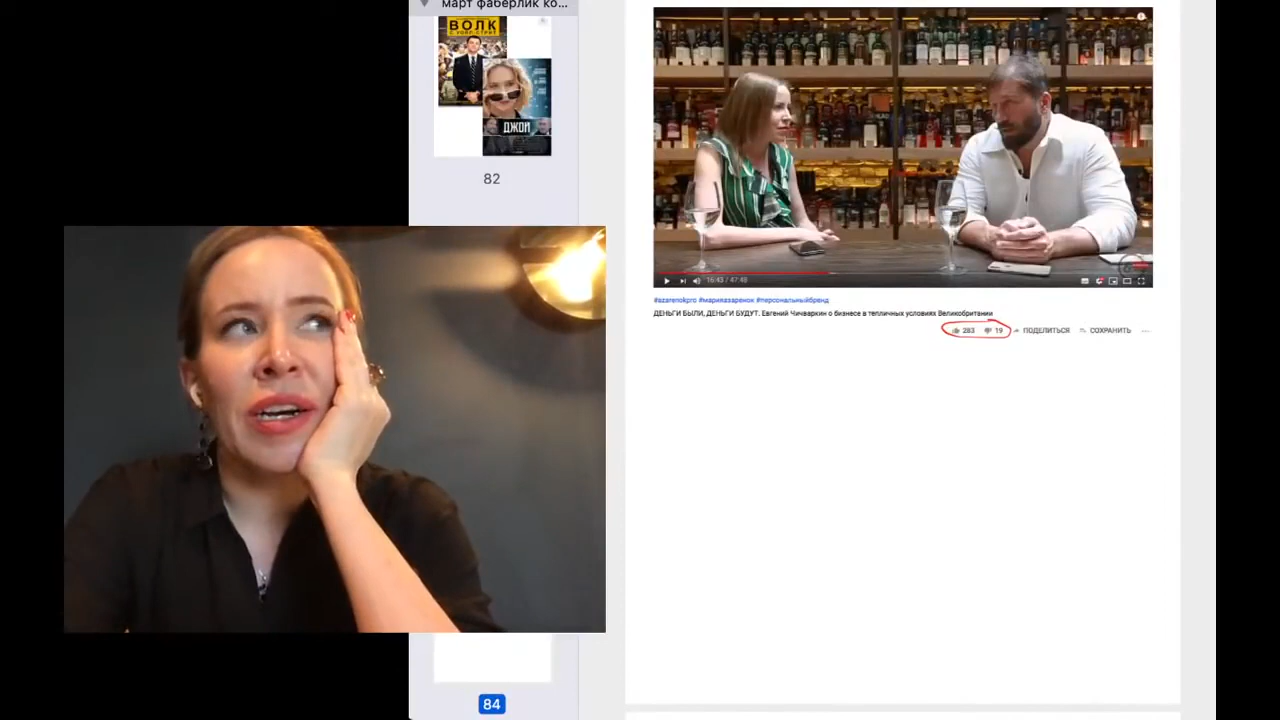 март фаберлик ко...
ВОЛК
С УОЛЛ-СТРИТ
ДЖОЙ
82
16:43 / 47:49
#azarenokpro #марияазаренок #персональныйбренд
ДЕНЬГИ БЫЛИ, ДЕНЬГИ БУДУТ. Евгений Чичваркин о бизнесе в тепличных условиях Великобритании
283 19 ПОДЕЛИТЬСЯ СОХРАНИТЬ ...
84